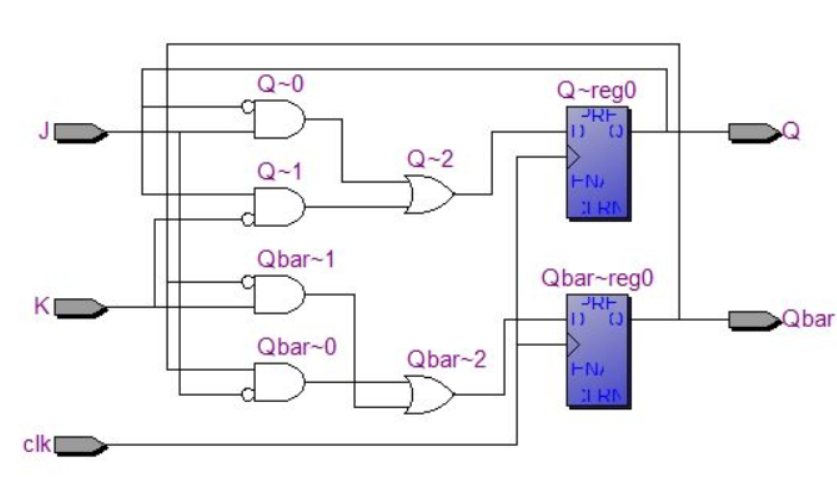 Q~0
Q~reg0
J
PRE
D Q
Q
Q~2
Q~1
ENA
CLRN
Qbar~1
Qbar~reg0
K
PRE
D Q
Qbar
Qbar~0
Qbar~2
ENA
CLRN
clk